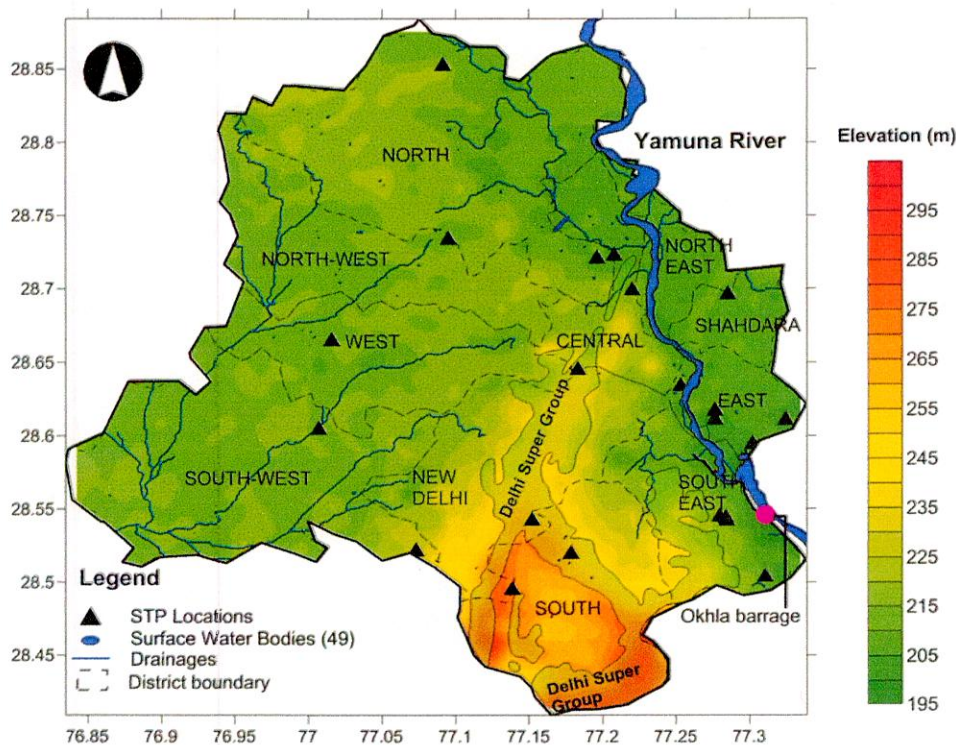 28.85
28.8
28.75
28.7
28.65
28.6
28.55
28.5
28.45
76.85 76.9 76.95 77 77.05 77.1 77.15 77.2 77.25 77.3
Yamuna River
NORTH
NORTH-WEST
NORTH
EAST
SHAHDARA
WEST
CENTRAL
EAST
Delhi Super Group
SOUTH-WEST
NEW
DELHI
SOUTH
EAST
SOUTH
Okhla barrage
Delhi Super
Group
Legend
STP Locations
Surface Water Bodies (49)
Drainages
District boundary
Elevation (m)
295
285
275
265
255
245
235
225
215
205
195